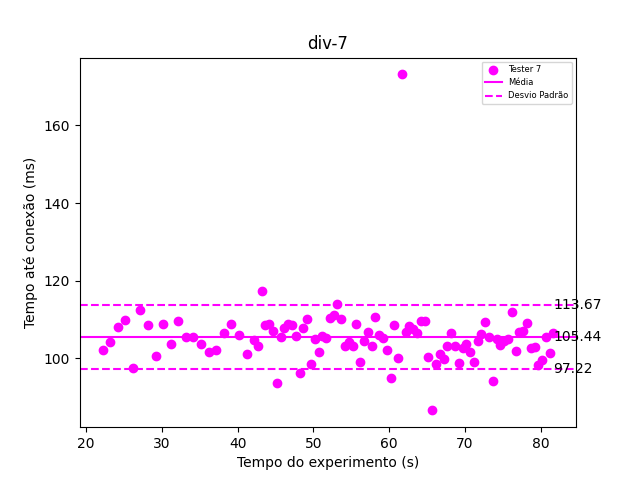 div-7
Tester 7
Média
Desvio Padrão
Tempo até conexão (ms)
160
140
120
100
113.67
105.44
97.22
20 30 40 50 60 70 80
Tempo do experimento (s)